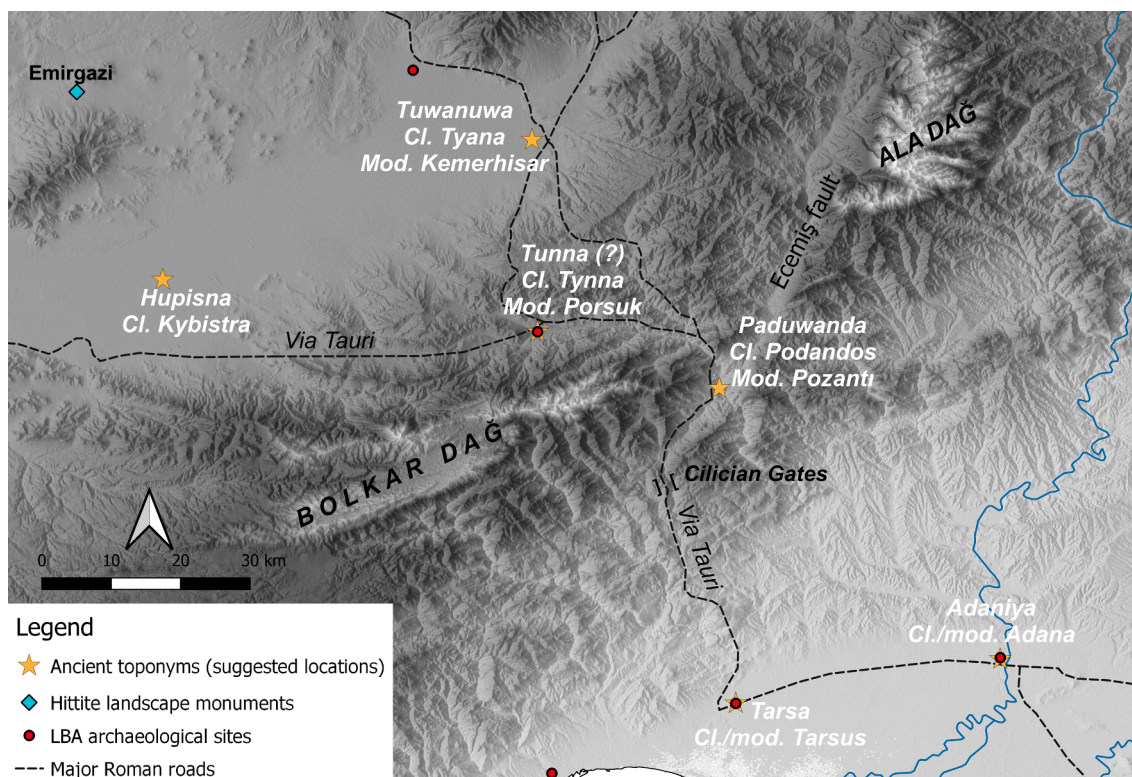 Emirgazi
Tuwanuwa
Cl. Tyana
Mod. Kemerhisar
ALA DAĞ
Ecemiş fault
Tunna (?)
Cl. Tynna
Mod. Porsuk
Hupisna
Cl. Kybistra
Via Tauri
Paduwanda
Cl. Podandos
Mod. Pozantı
BOLKAR DAĞ
Cilician Gates
Via Tauri
0 10 20 30 km
Adaniya
Cl./mod. Adana
Tarsa
Cl./mod. Tarsus
Legend
Ancient toponyms (suggested locations)
Hittite landscape monuments
LBA archaeological sites
Major Roman roads